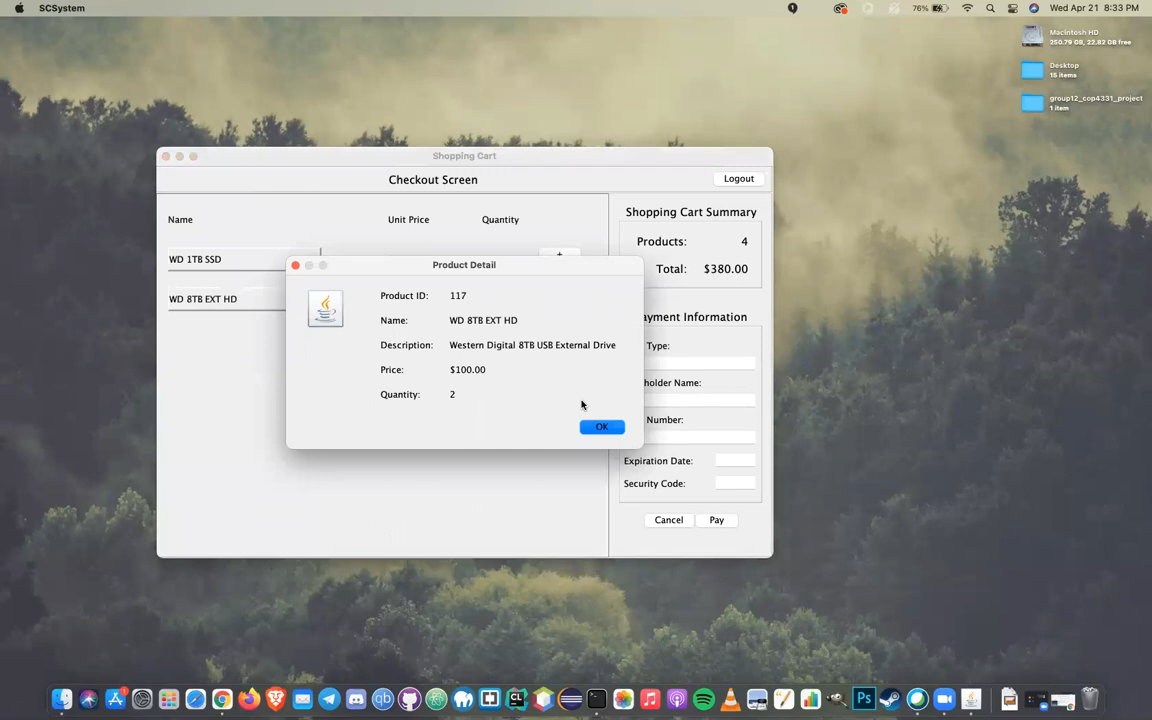 SCSystem
76%
Wed Apr 21 8:33 PM
Macintosh HD
250.79 GB, 22.82 GB free
Desktop
15 items
group12_cop4331_project
1 item
Shopping Cart
Checkout Screen
Logout
Name Unit Price Quantity
WD 1TB SSD
+
WD 8TB EXT HD
Shopping Cart Summary
Products: 4
Total: $380.00
ayment Information
Type:
holder Name:
Number:
Expiration Date:
Security Code:
Cancel
Pay
Product Detail
Product ID: 117
Name: WD 8TB EXT HD
Description: Western Digital 8TB USB External Drive
Price: $100.00
Quantity: 2
OK
qb
CL
Ps